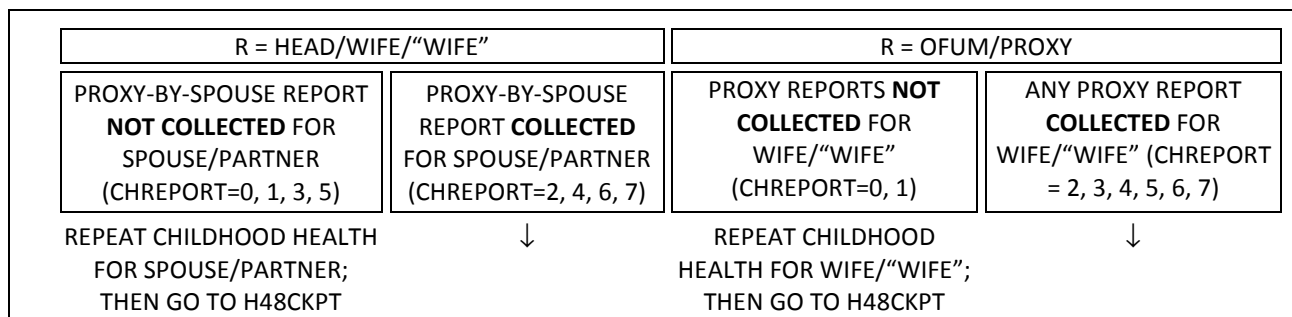 R = HEAD/WIFE/“WIFE”
R = OFUM/PROXY
PROXY-BY-SPOUSE REPORT
NOT COLLECTED FOR
SPOUSE/PARTNER
(CHREPORT=0, 1, 3, 5)
PROXY-BY-SPOUSE
REPORT COLLECTED
FOR SPOUSE/PARTNER
(CHREPORT=2, 4, 6, 7)
PROXY REPORTS NOT
COLLECTED FOR
WIFE/“WIFE”
(CHREPORT=0, 1)
ANY PROXY REPORT
COLLECTED FOR
WIFE/“WIFE” (CHREPORT
= 2, 3, 4, 5, 6, 7)
REPEAT CHILDHOOD HEALTH
FOR SPOUSE/PARTNER;
THEN GO TO H48CKPT
↓
REPEAT CHILDHOOD
HEALTH FOR WIFE/“WIFE”;
THEN GO TO H48CKPT
↓